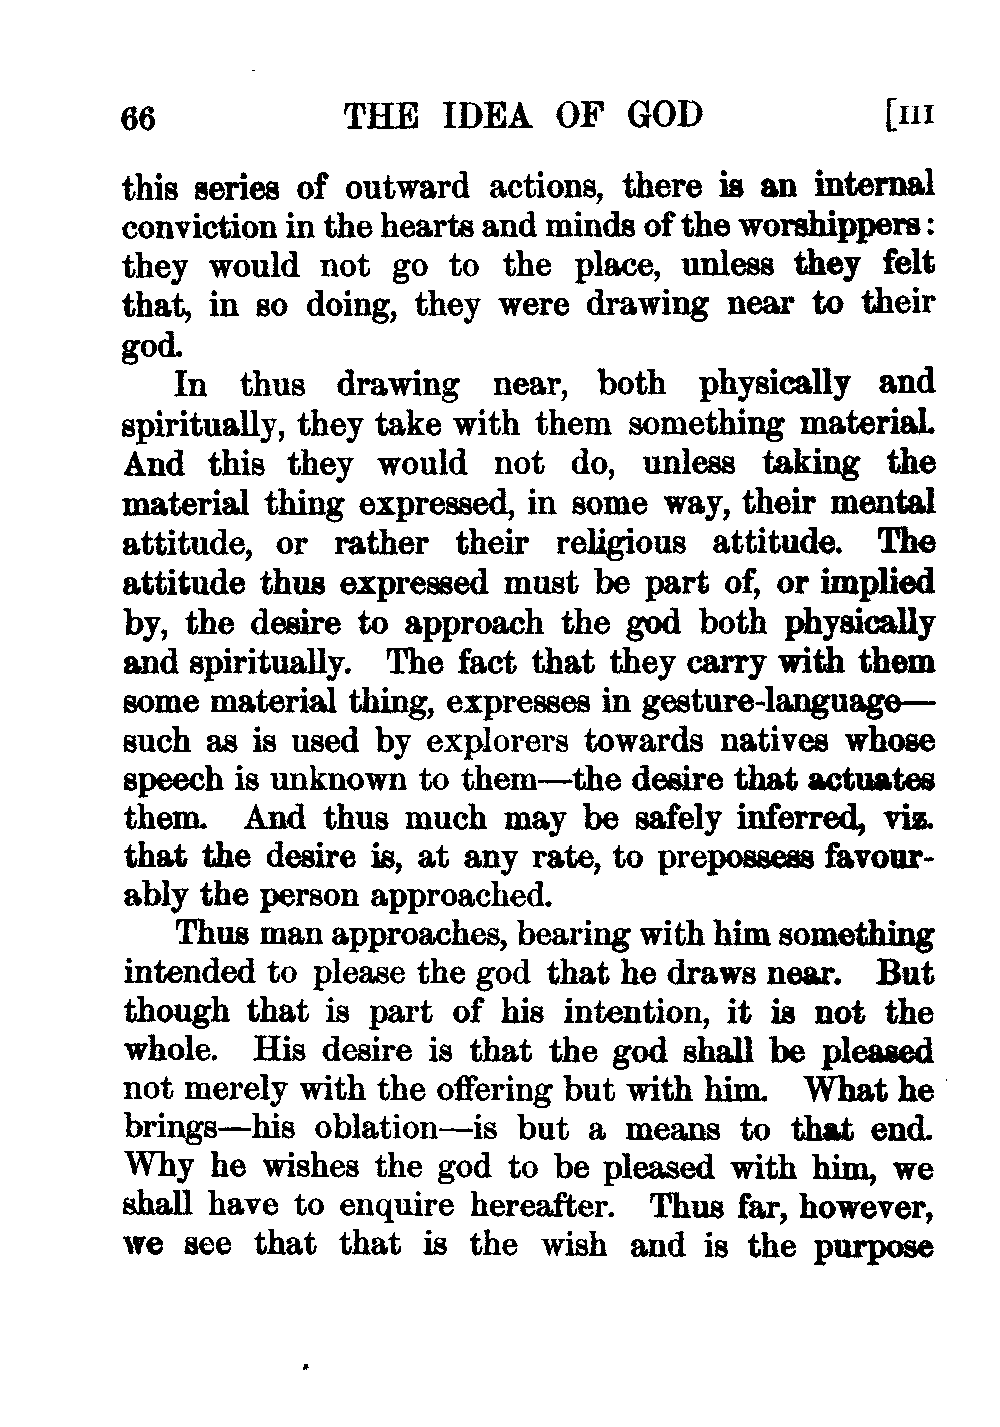 66 THE IDEA OF GOD [III
this series of outward actions, there is an internal
conviction in the hearts and minds of the worshippers:
they would not go to the place, unless they felt
that, in so doing, they were drawing near to their
god.
In thus drawing near, both physically and
spiritually, they take with them something material.
And this they would not do, unless taking the
material thing expressed, in some way, their mental
attitude, or rather their religious attitude. The
attitude thus expressed must be part of, or implied
by, the desire to approach the god both physically
and spiritually. The fact that they carry with them
some material thing, expresses in gesture-language—
such as is used by explorers towards natives whose
speech is unknown to them—the desire that actuates
them. And thus much may be safely inferred, viz.
that the desire is, at any rate, to prepossess favour-
ably the person approached.
Thus man approaches, bearing with him something
intended to please the god that he draws near. But
though that is part of his intention, it is not the
whole. His desire is that the god shall be pleased
not merely with the offering but with him. What he
brings—his oblation—is but a means to that end.
Why he wishes the god to be pleased with him, we
shall have to enquire hereafter. Thus far, however,
we see that that is the wish and is the purpose